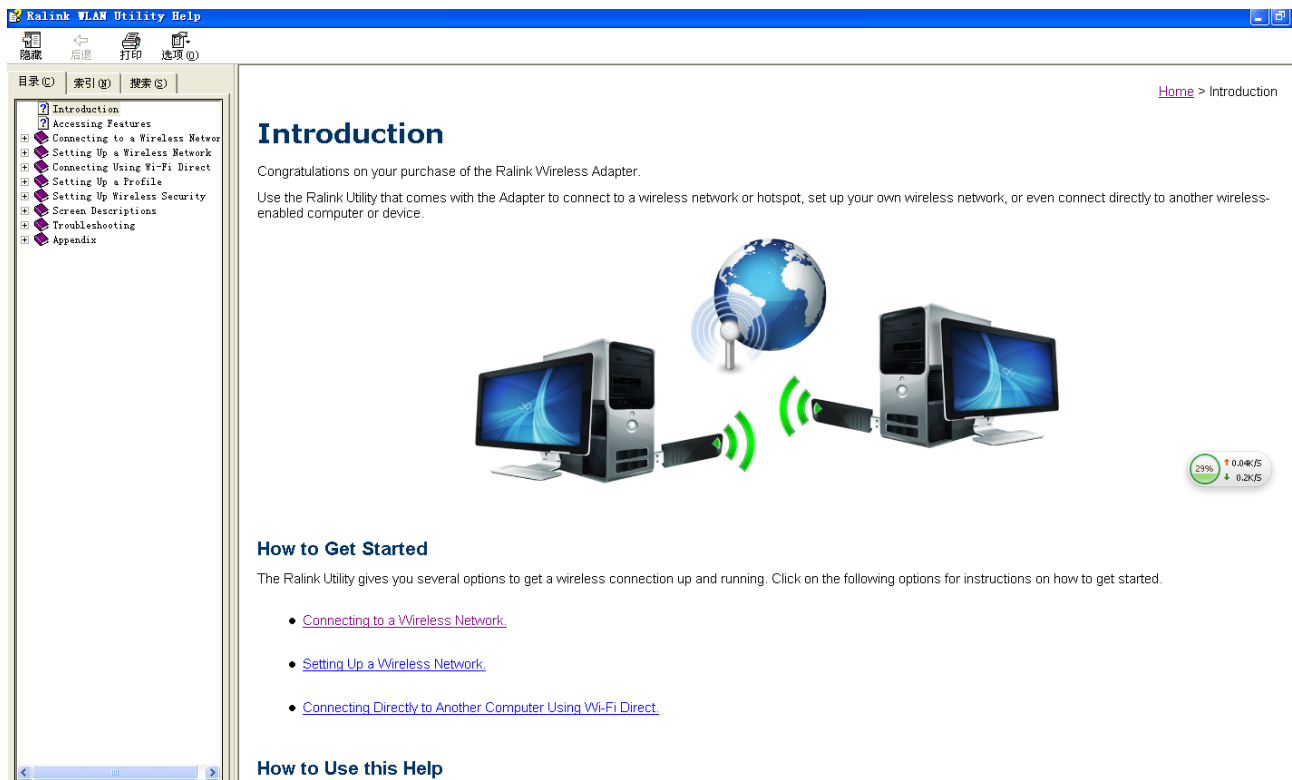 Ralink WLAN Utility Help
隐藏 后退 打印 选项(O)
目录(C) 索引(N) 搜索(S)
Introduction
Accessing Features
Connecting to a Wireless Networ
Setting Up a Wireless Network
Connecting Using Wi-Fi Direct
Setting Up a Profile
Setting Up Wireless Security
Screen Descriptions
Troubleshooting
Appendix
Home > Introduction
Introduction
Congratulations on your purchase of the Ralink Wireless Adapter.
Use the Ralink Utility that comes with the Adapter to connect to a wireless network or hotspot, set up your own wireless network, or even connect directly to another wireless-
enabled computer or device.
29% 0.04K/S
0.2K/S
How to Get Started
The Ralink Utility gives you several options to get a wireless connection up and running. Click on the following options for instructions on how to get started.
Connecting to a Wireless Network.
Setting Up a Wireless Network.
Connecting Directly to Another Computer Using Wi-Fi Direct.
How to Use this Help